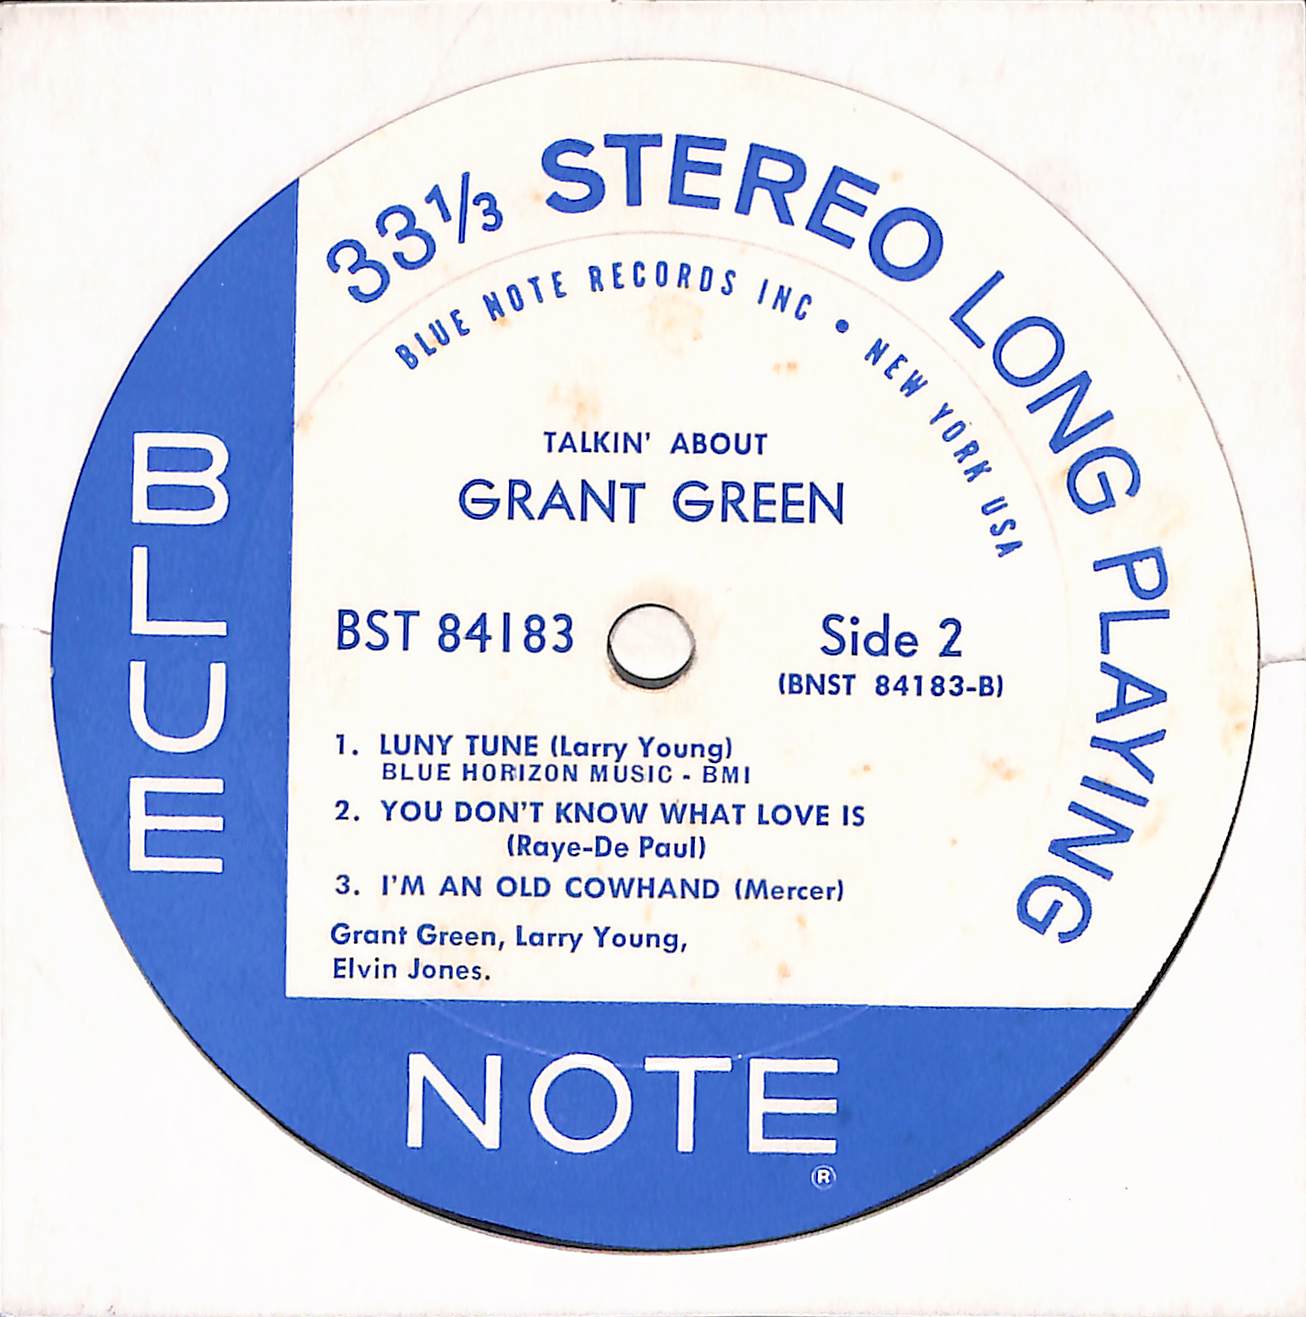 33⅓ STEREO LONG PLAYING
BLUE NOTE RECORDS INC • NEW YORK USA
TALKIN' ABOUT
GRANT GREEN
BST 84183
Side 2
(BNST 84183-B)
1. LUNY TUNE (Larry Young)
BLUE HORIZON MUSIC - BMI
2. YOU DON'T KNOW WHAT LOVE IS
(Raye-De Paul)
3. I'M AN OLD COWHAND (Mercer)
Grant Green, Larry Young,
Elvin Jones.
BLUE
NOTE
®